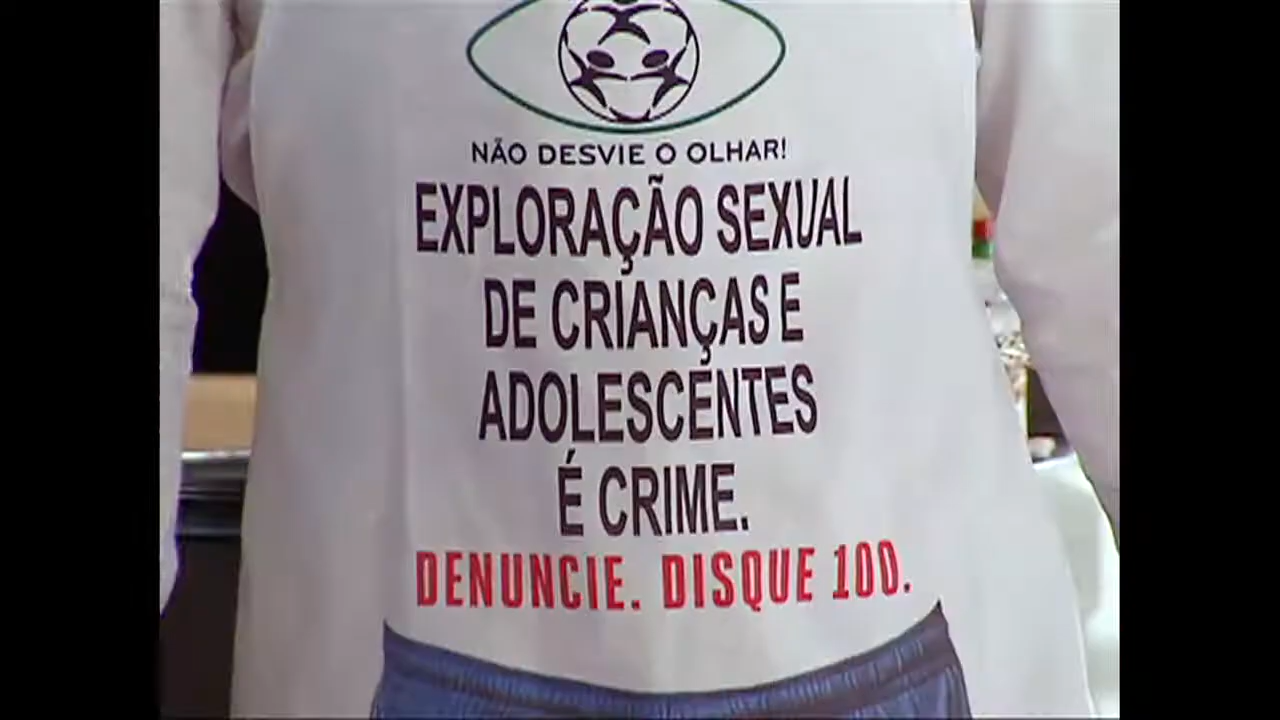 NÃO DESVIE O OLHAR!
EXPLORAÇÃO SEXUAL
DE CRIANÇAS E
ADOLESCENTES
É CRIME.
DENUNCIE. DISQUE 100.